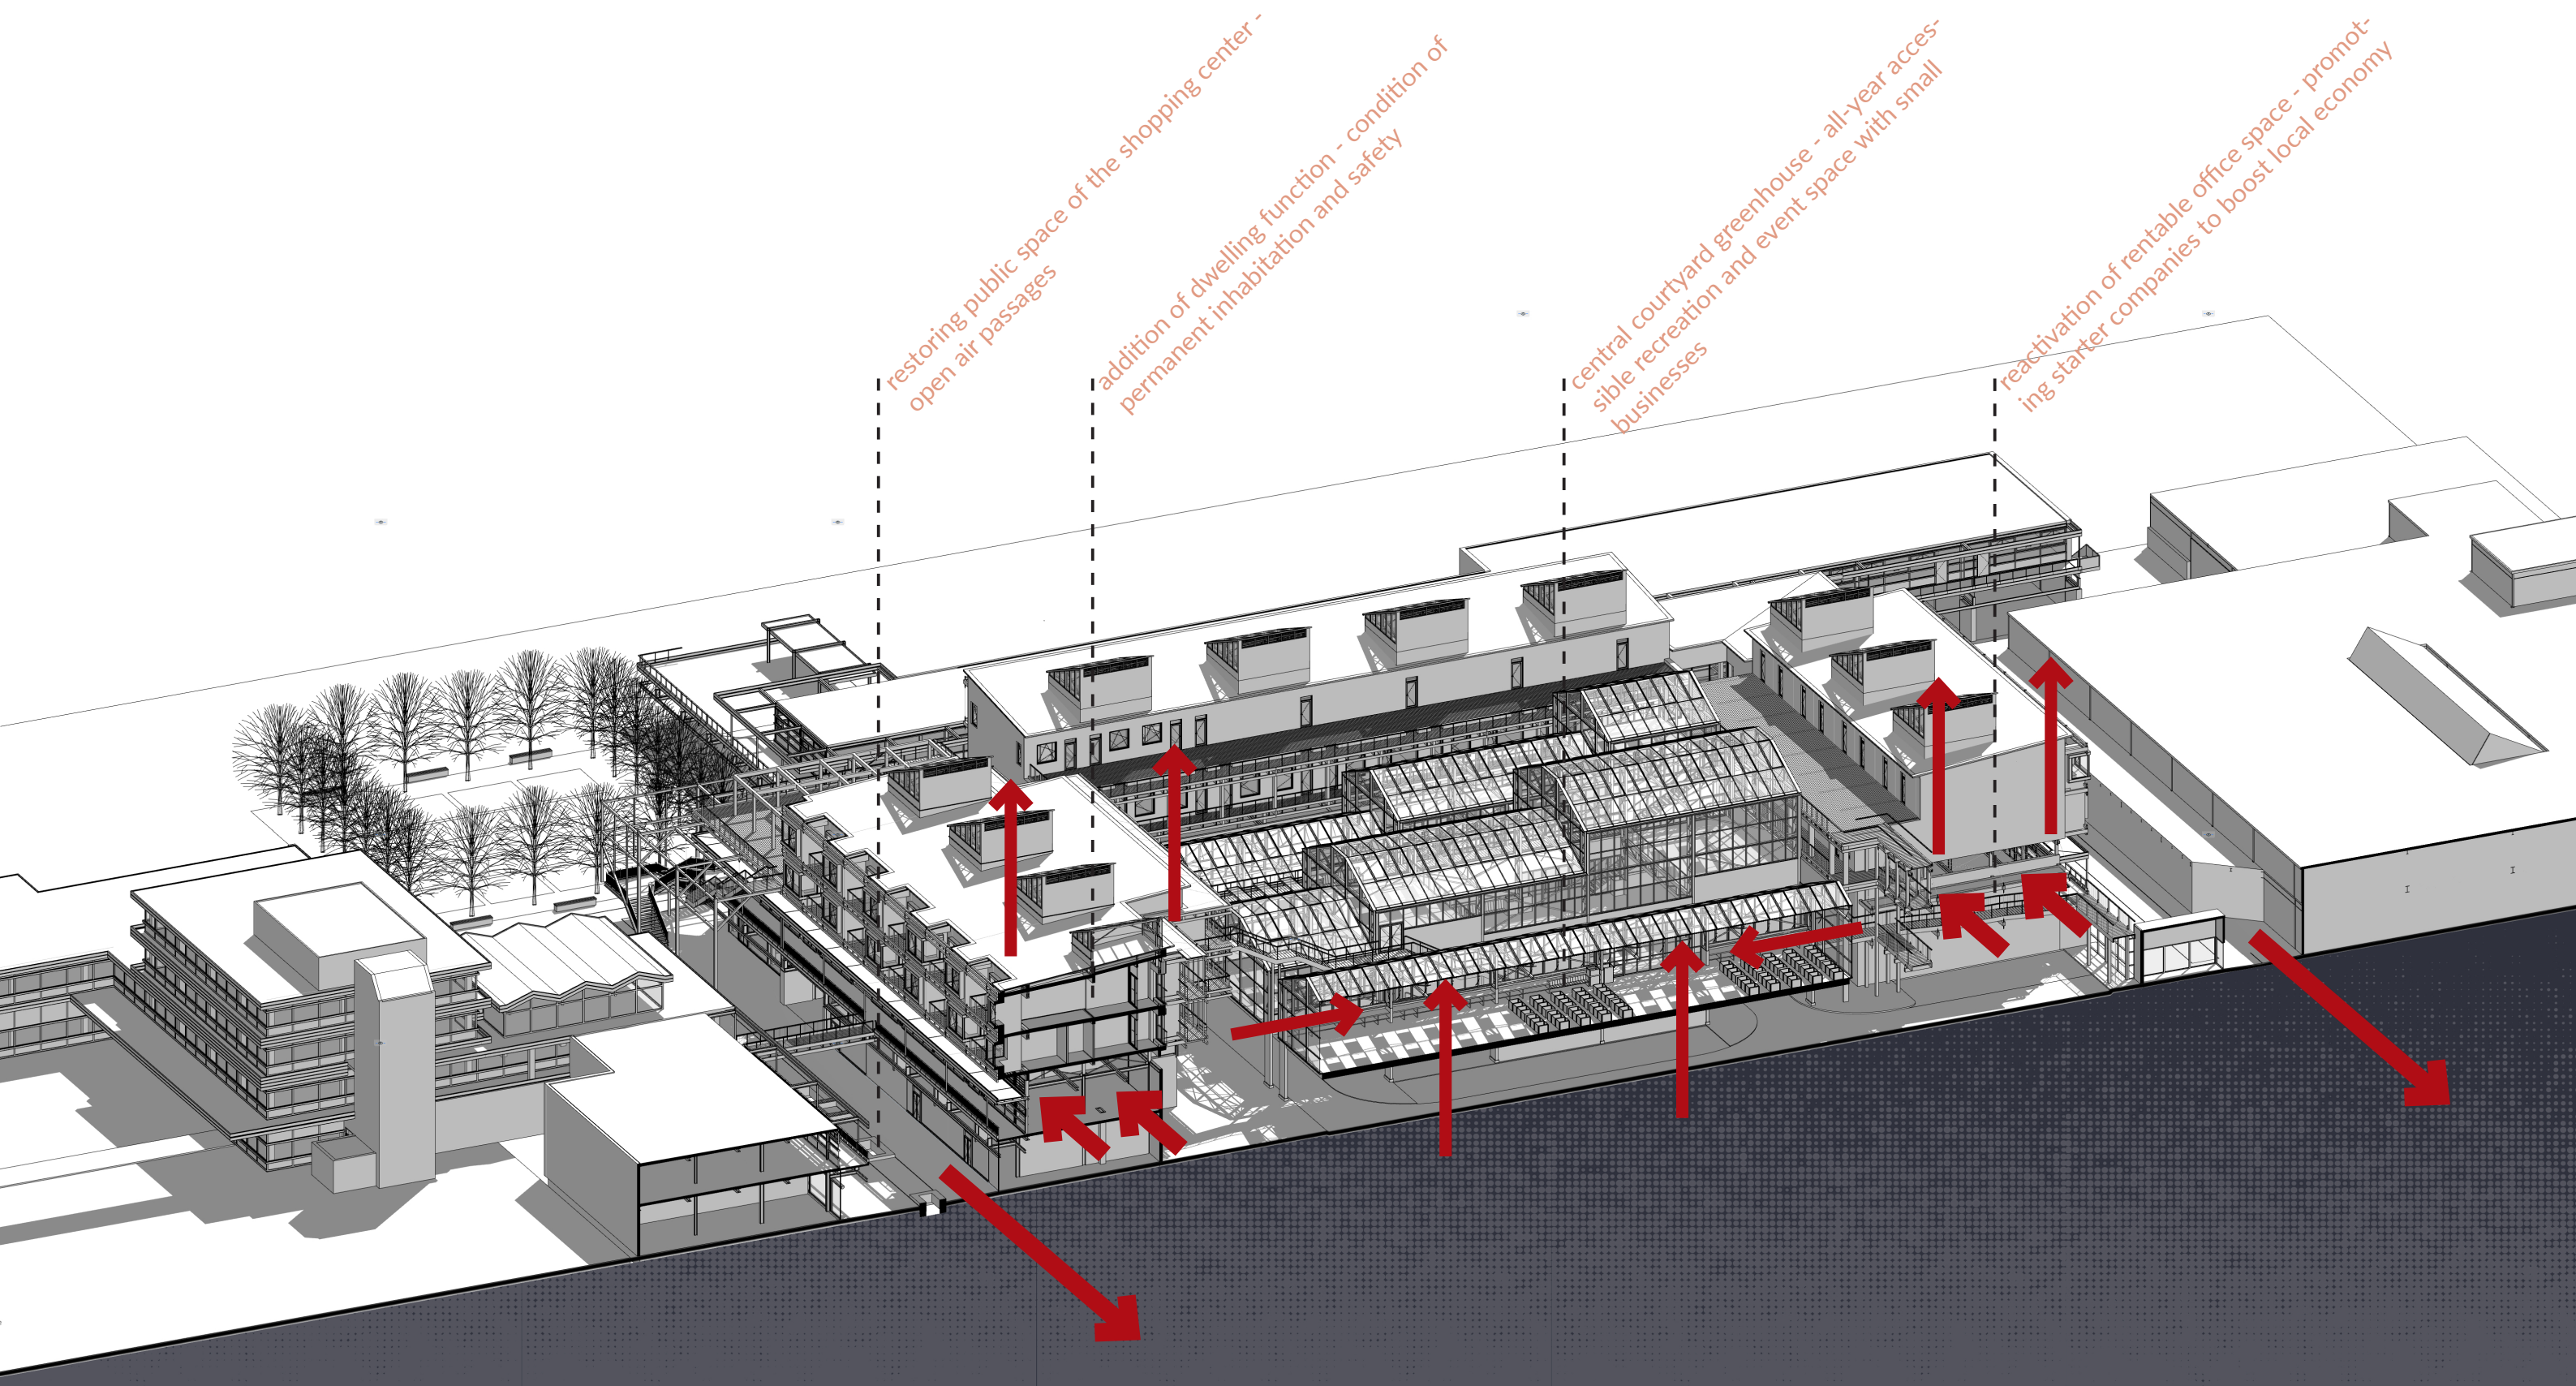 restoring public space of the shopping center -
open air passages
addition of dwelling function - condition of
permanent inhabitation and safety
central courtyard greenhouse - all-year acces-
sible recreation and event space with small
businesses
reactivation of rentable office space - promot-
ing starter companies to boost local economy